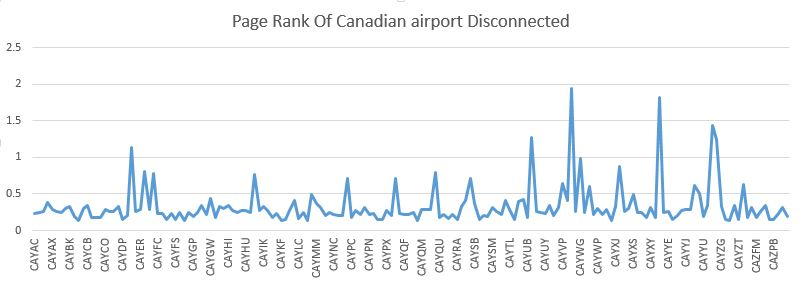 Page Rank Of Canadian airport Disconnected
2.5
2
1.5
1
0.5
0
CAYAC
CAYAX
CAYBK
CAYCB
CAYCO
CAYDP
CAYER
CAYFC
CAYFS
CAYGP
CAYGW
CAYHI
CAYHU
CAYIK
CAYKF
CAYLC
CAYMM
CAYNC
CAYPC
CAYPN
CAYPX
CAYQF
CAYQM
CAYQU
CAYRA
CAYSB
CAYSM
CAYTL
CAYUB
CAYUY
CAYVP
CAYWG
CAYWP
CAYXJ
CAYXS
CAYXY
CAYYE
CAYYJ
CAYYU
CAYZG
CAYZT
CAZFM
CAZPB